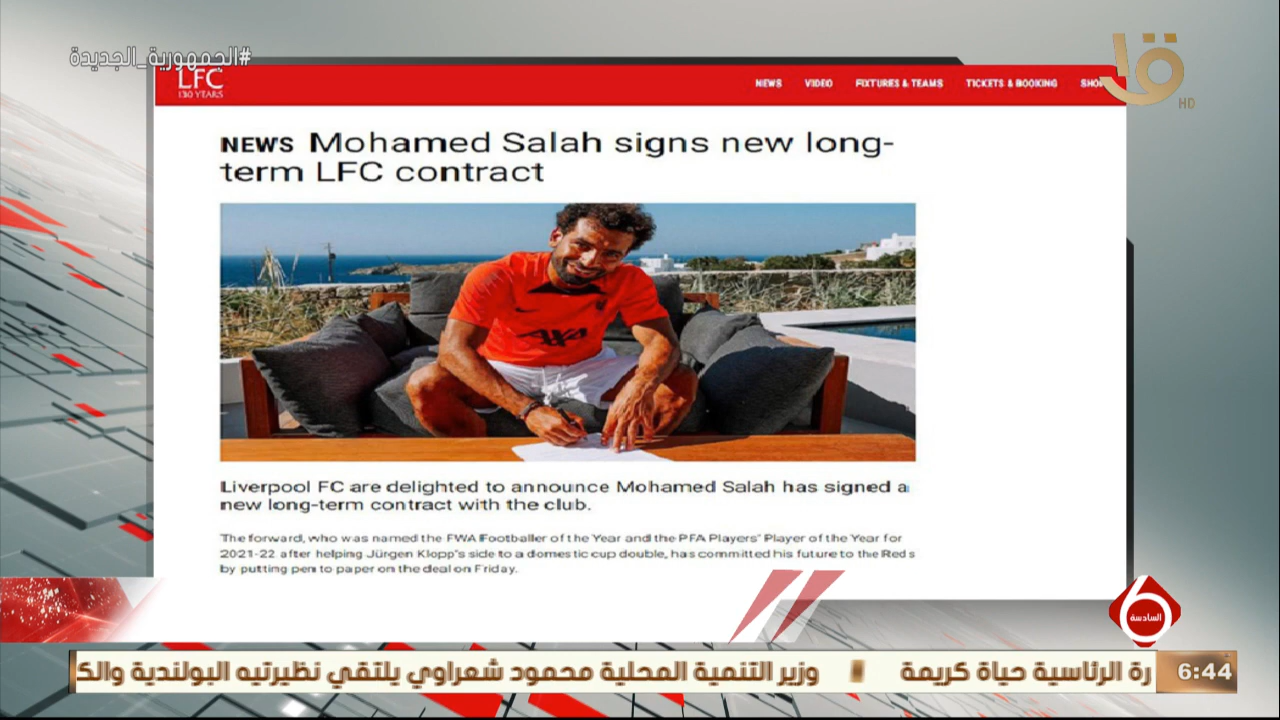 #الجمهورية_الجديدة
LFC
130 YEARS
NEWS VIDEO FIXTURES & TEAMS TICKETS & BOOKING
HD
NEWS Mohamed Salah signs new long-
term LFC contract
AXA
Liverpool FC are delighted to announce Mohamed Salah has signed a
new long-term contract with the club.
The forward, who was named the FWA Footballer of the Year and the PFA Players' Player of the Year for
2021-22 after helping Jürgen Klopp's side to a domestic cup double, has committed his future to the Reds
by putting pen to paper on the deal on Friday.
6 السادسة
رة الرئاسية حياة كريمة وزير التنمية المحلية محمود شعراوي يلتقي نظيرتيه البولندية والك
6:44